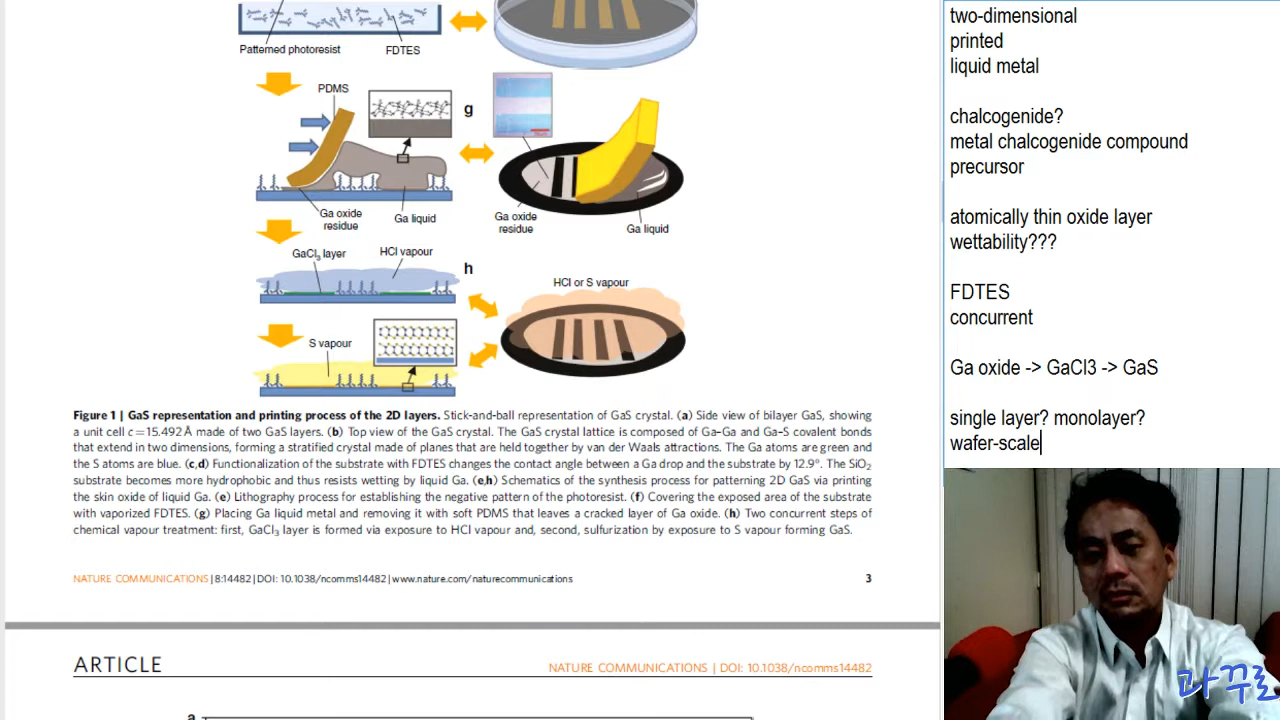 Patterned photoresist
FDTES
PDMS
g
Ga oxide
residue
Ga liquid
Ga oxide
residue
Ga liquid
GaCl3 layer
HCl vapour
h
HCl or S vapour
S vapour
Figure 1 | GaS representation and printing process of the 2D layers. Stick-and-ball representation of GaS crystal. (a) Side view of bilayer GaS, showing
a unit cell c = 15.492 Å made of two GaS layers. (b) Top view of the GaS crystal. The GaS crystal lattice is composed of Ga–Ga and Ga–S covalent bonds
that extend in two dimensions, forming a stratified crystal made of planes that are held together by van der Waals attractions. The Ga atoms are green and
the S atoms are blue. (c,d) Functionalization of the substrate with FDTES changes the contact angle between a Ga drop and the substrate by 12.9°. The SiO2
substrate becomes more hydrophobic and thus resists wetting by liquid Ga. (e,h) Schematics of the synthesis process for patterning 2D GaS via printing
the skin oxide of liquid Ga. (e) Lithography process for establishing the negative pattern of the photoresist. (f) Covering the exposed area of the substrate
with vaporized FDTES. (g) Placing Ga liquid metal and removing it with soft PDMS that leaves a cracked layer of Ga oxide. (h) Two concurrent steps of
chemical vapour treatment: first, GaCl3 layer is formed via exposure to HCl vapour and, second, sulfurization by exposure to S vapour forming GaS.
NATURE COMMUNICATIONS | 8:14482 | DOI: 10.1038/ncomms14482 | www.nature.com/naturecommunications
3
ARTICLE
NATURE COMMUNICATIONS | DOI: 10.1038/ncomms14482
a
two-dimensional
printed
liquid metal
chalcogenide?
metal chalcogenide compound
precursor
atomically thin oxide layer
wettability???
FDTES
concurrent
Ga oxide -> GaCl3 -> GaS
single layer? monolayer?
wafer-scale
과꾸로